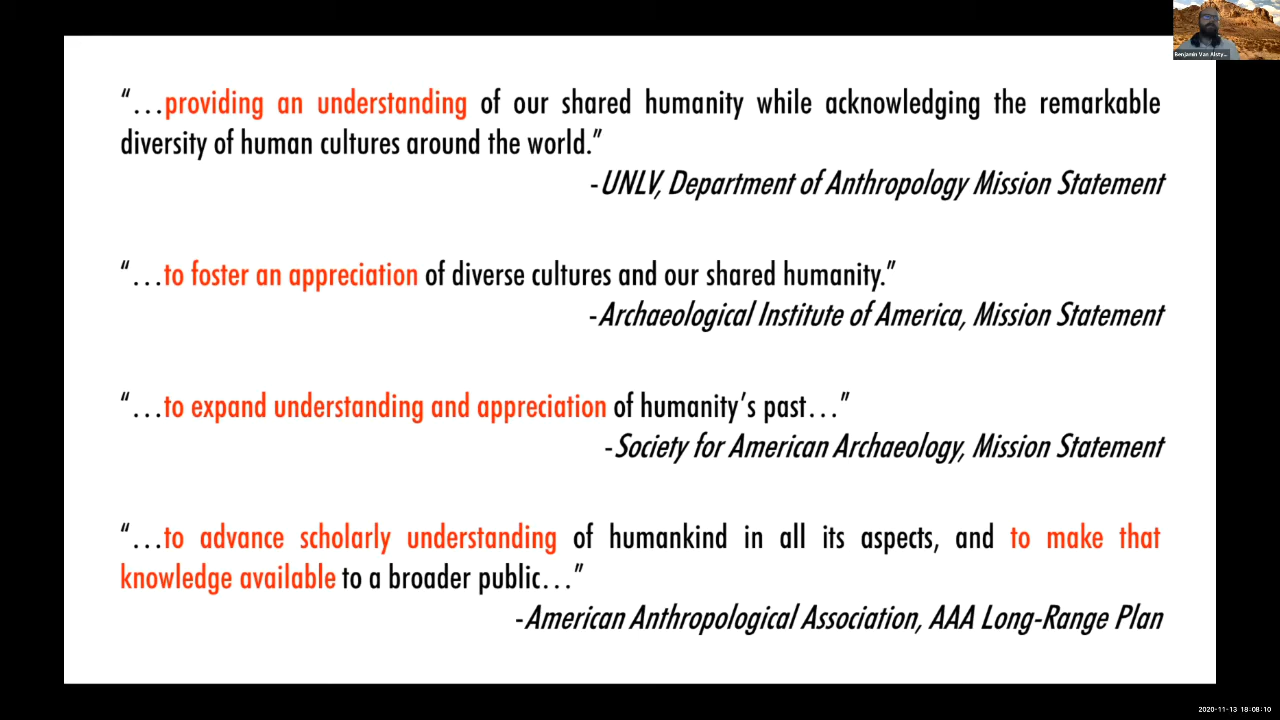 Benjamin Van Alsty...
“…providing an understanding of our shared humanity while acknowledging the remarkable
diversity of human cultures around the world.”
-UNLV, Department of Anthropology Mission Statement
“…to foster an appreciation of diverse cultures and our shared humanity.”
-Archaeological Institute of America, Mission Statement
“…to expand understanding and appreciation of humanity’s past…”
-Society for American Archaeology, Mission Statement
“…to advance scholarly understanding of humankind in all its aspects, and to make that
knowledge available to a broader public…”
-American Anthropological Association, AAA Long-Range Plan
2020-11-13 18:08:10